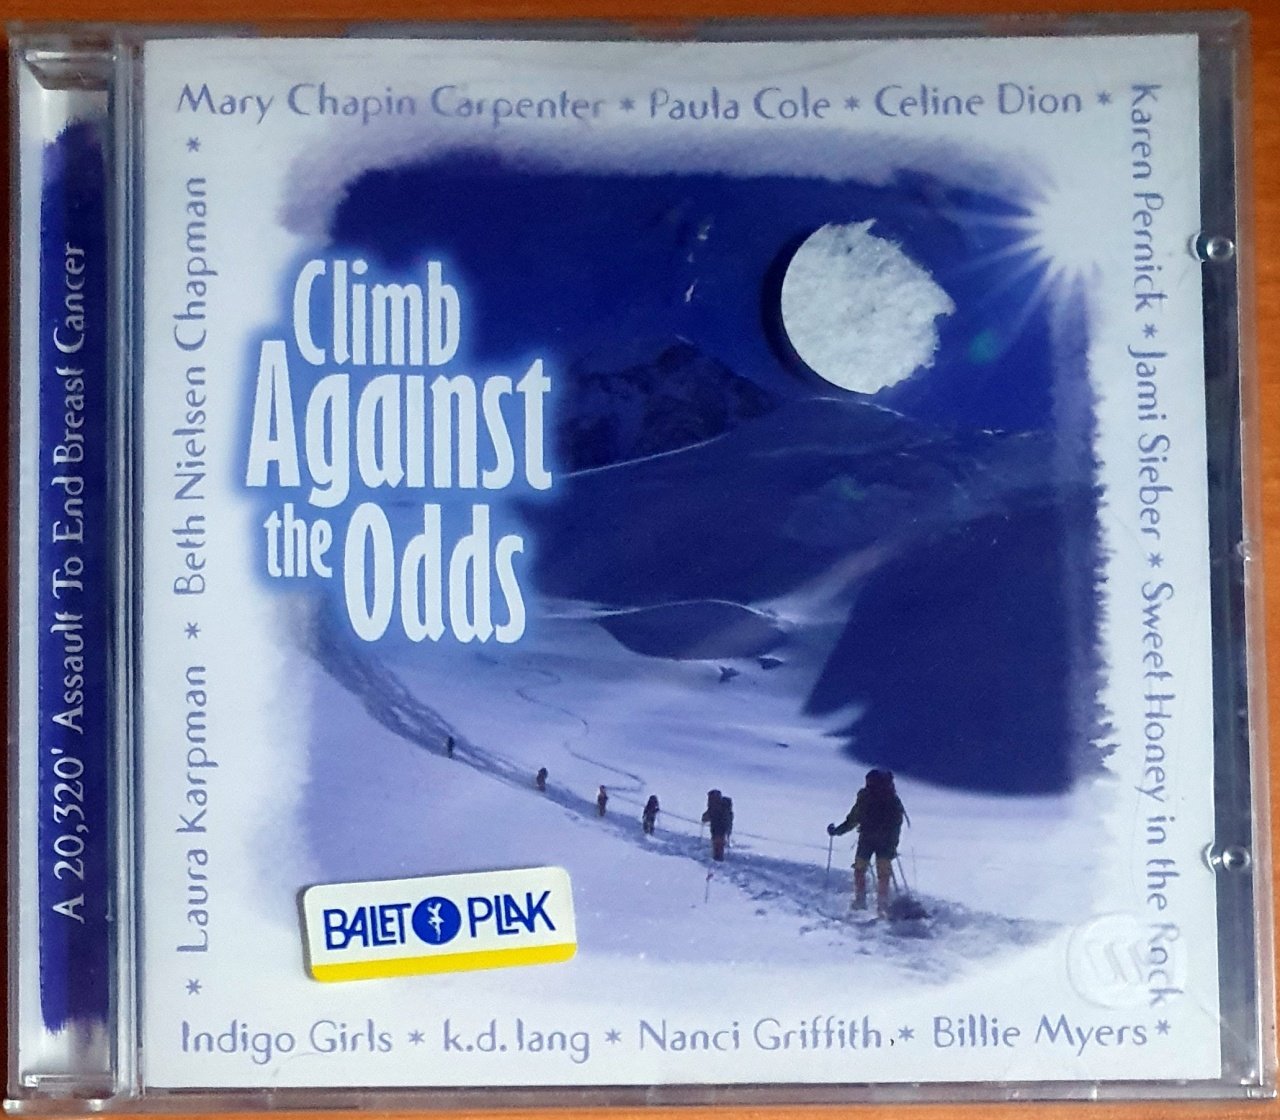 Mary Chapin Carpenter * Paula Cole * Celine Dion *
Karen Pernick * Jami Sieber * Sweet Honey in the Rock
Indigo Girls * k.d. lang * Nanci Griffith * Billie Myers *
* Laura Karpman * Beth Nielsen Chapman *
Climb
Against
the Odds
BALET PLAK
A 20,320' Assault To End Breast Cancer